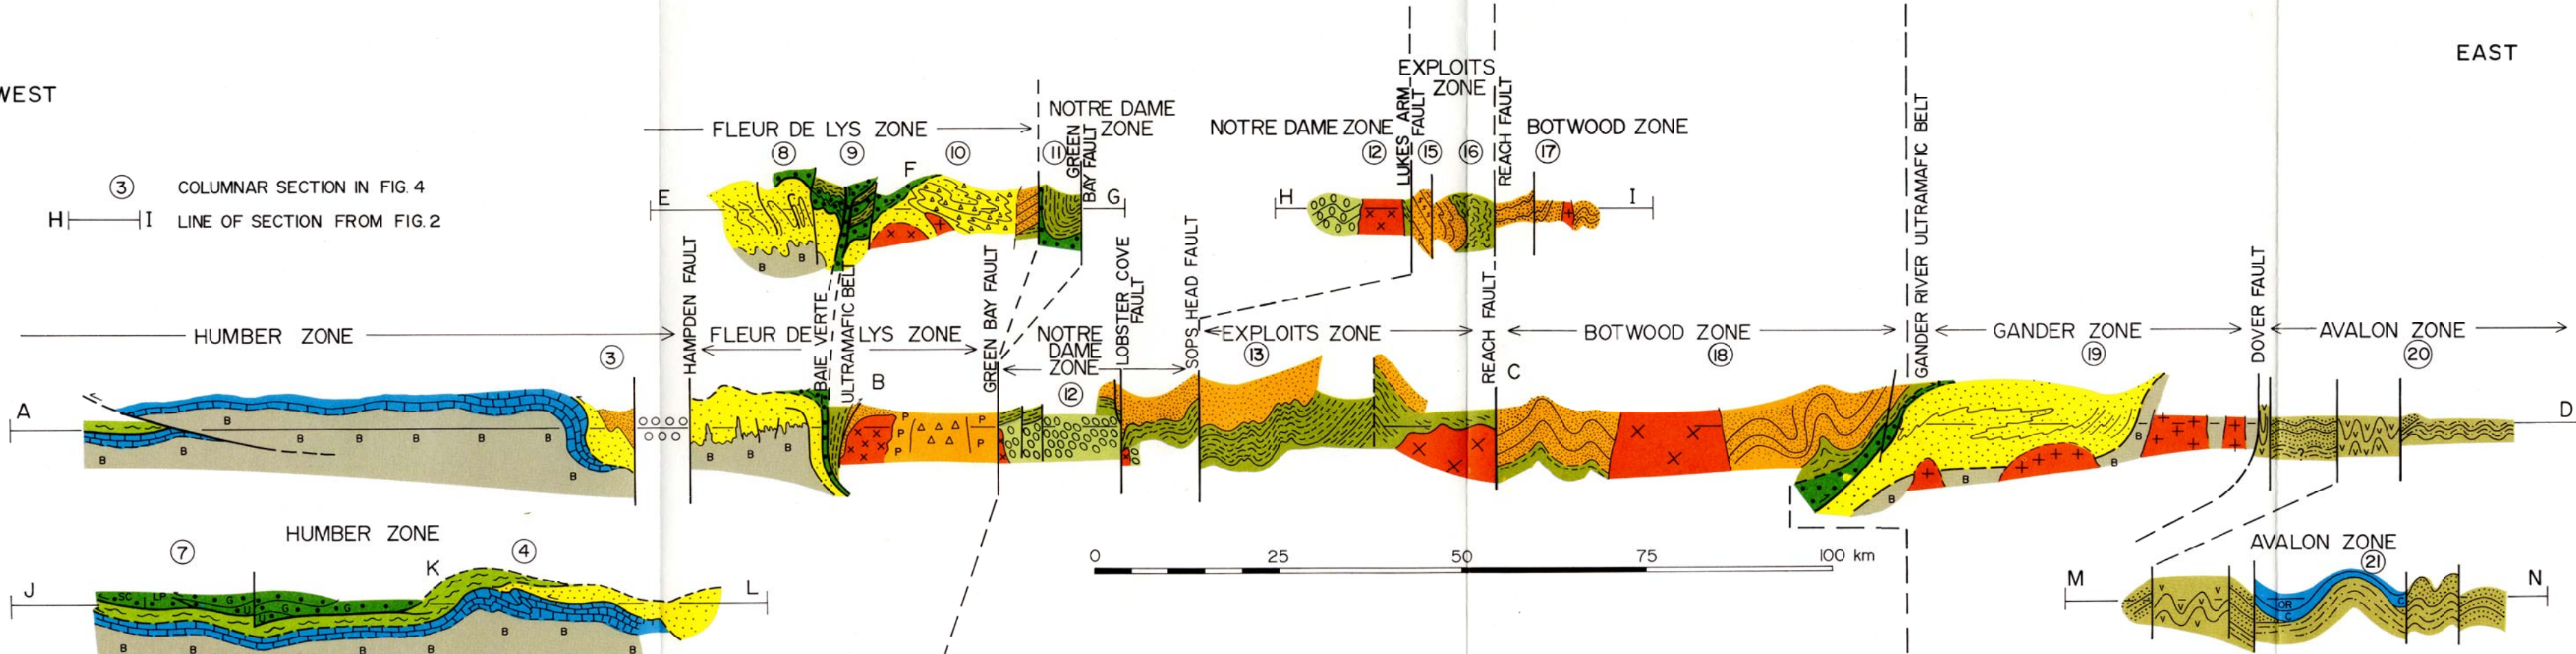 WEST
EAST
③ COLUMNAR SECTION IN FIG. 4
H I LINE OF SECTION FROM FIG. 2
FLEUR DE LYS ZONE
NOTRE DAME
ZONE
GREEN
BAY FAULT
⑧ ⑨ ⑩ ⑪
E F G
B B
NOTRE DAME ZONE
LUKES ARM
FAULT
EXPLOITS
ZONE
REACH FAULT
BOTWOOD ZONE
⑫ ⑮ ⑯ ⑰
H I
HUMBER ZONE
③
HAMPDEN FAULT
FLEUR DE LYS ZONE
BAIE VERTE
ULTRAMAFIC BELT
GREEN BAY FAULT
NOTRE
DAME
ZONE
⑫
LOBSTER COVE
FAULT
SOPS HEAD FAULT
EXPLOITS ZONE
⑬
REACH FAULT
BOTWOOD ZONE
⑱
GANDER RIVER ULTRAMAFIC BELT
GANDER ZONE
⑲
DOVER FAULT
AVALON ZONE
⑳
A B C D
B B B B B B B B B B
B B B
P P P P
B B B B
V V V V V V
HUMBER ZONE
⑦ ④
J K L
SC LP G U G G
U
B B B B B B B
0 25 50 75 100 km
AVALON ZONE
㉑
M N
V V V V
OR
C C